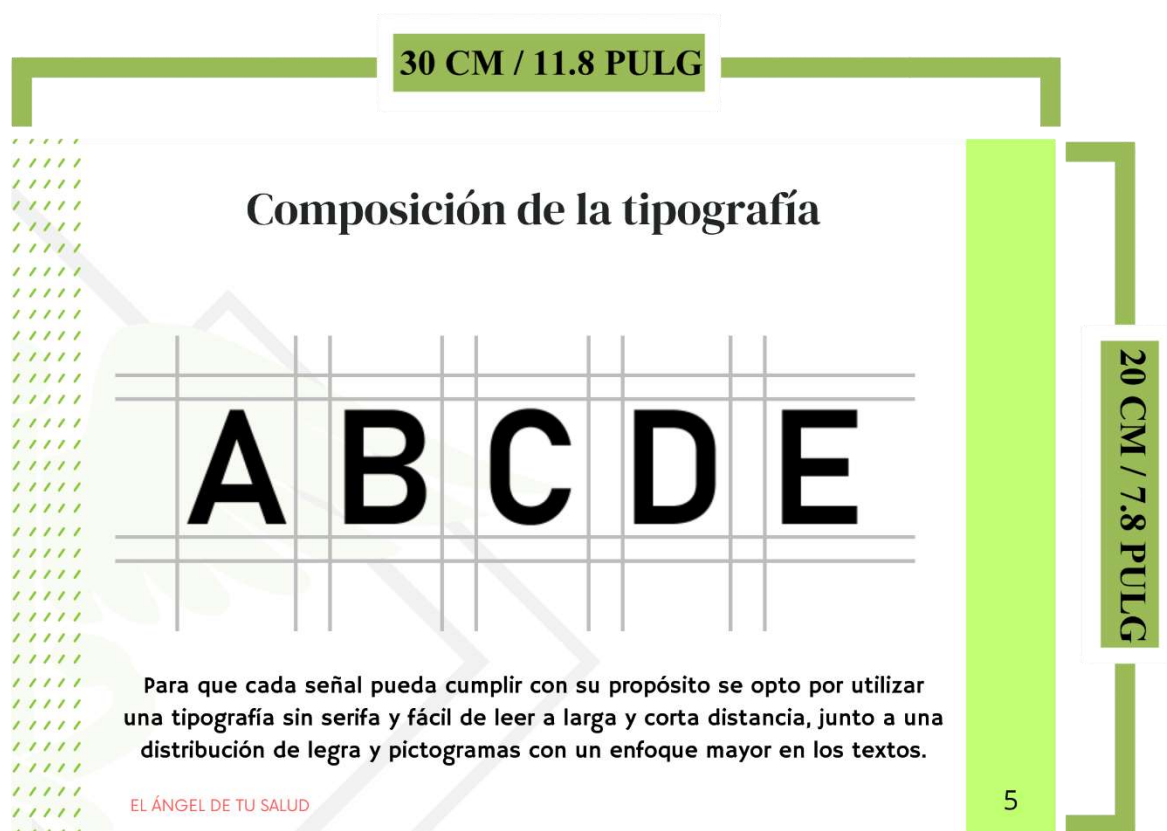 30 CM / 11.8 PULG
Composición de la tipografía
A B C D E
20 CM / 7.8 PULG
Para que cada señal pueda cumplir con su propósito se opto por utilizar
una tipografía sin serifa y fácil de leer a larga y corta distancia, junto a una
distribución de legra y pictogramas con un enfoque mayor en los textos.
EL ÁNGEL DE TU SALUD
5